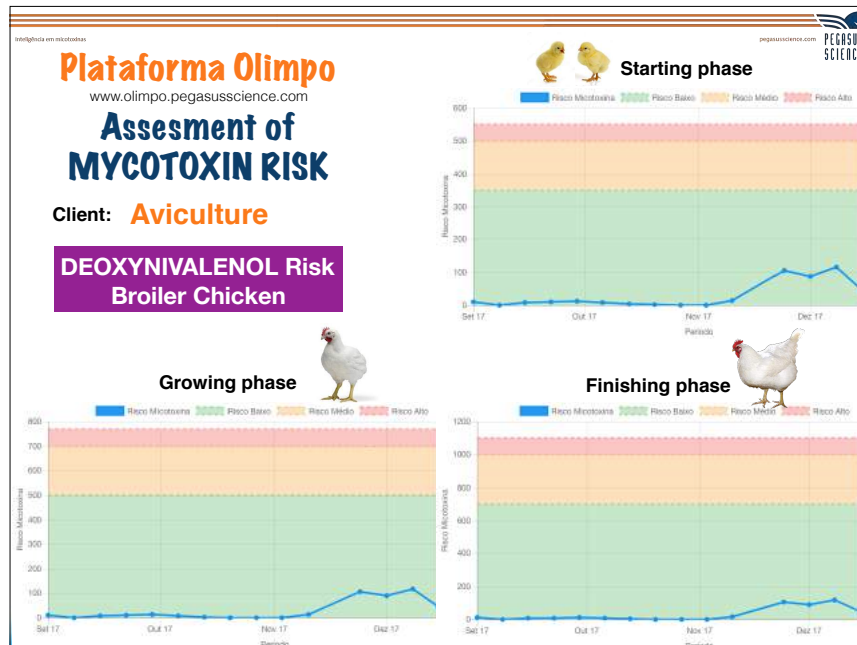 Inteligência em micotoxinas
pegasusscience.com
PEGASU
SCIENC
Plataforma Olimpo
www.olimpo.pegasusscience.com
Assesment of
MYCOTOXIN RISK
Client: Aviculture
DEOXYNIVALENOL Risk
Broiler Chicken
Starting phase
Risco Micotoxina Risco Baixo Risco Médio Risco Alto
600
500
400
300
200
100
0
Risco Micotoxina
Set 17 Out 17 Nov 17 Dez 17
Período
Growing phase
Risco Micotoxina Risco Baixo Risco Médio Risco Alto
800
700
600
500
400
300
200
100
0
Risco Micotoxina
Set 17 Out 17 Nov 17 Dez 17
Período
Finishing phase
Risco Micotoxina Risco Baixo Risco Médio Risco Alto
1200
1000
800
600
400
200
0
Risco Micotoxina
Set 17 Out 17 Nov 17 Dez 17
Período